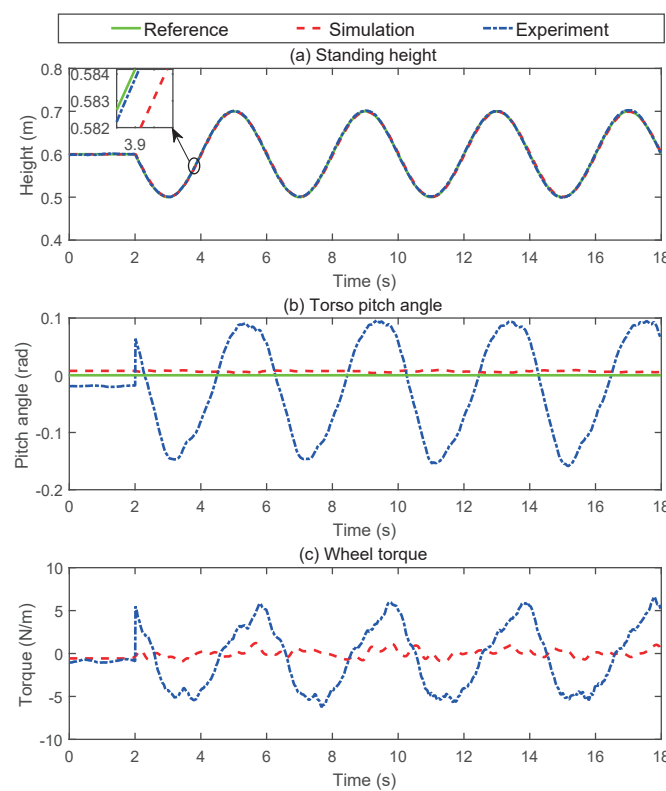 Reference Simulation Experiment
(a) Standing height
0.8
0.7
0.6
0.5
0.4
Height (m)
0.584
0.583
0.582
3.9
0 2 4 6 8 10 12 14 16 18
Time (s)
(b) Torso pitch angle
0.1
0
-0.1
-0.2
Pitch angle (rad)
0 2 4 6 8 10 12 14 16 18
Time (s)
(c) Wheel torque
10
5
0
-5
-10
Torque (N/m)
0 2 4 6 8 10 12 14 16 18
Time (s)